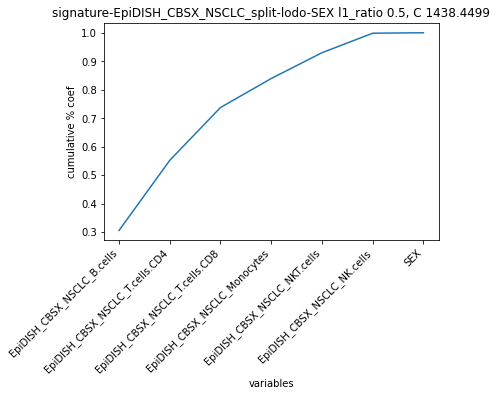 signature-EpiDISH_CBSX_NSCLC_split-lodo-SEX l1_ratio 0.5, C 1438.4499
cumulative % coef
1.0
0.9
0.8
0.7
0.6
0.5
0.4
0.3
EpiDISH_CBSX_NSCLC_B.cells
EpiDISH_CBSX_NSCLC_T.cells.CD4
EpiDISH_CBSX_NSCLC_T.cells.CD8
EpiDISH_CBSX_NSCLC_Monocytes
EpiDISH_CBSX_NSCLC_NKT.cells
EpiDISH_CBSX_NSCLC_NK.cells
SEX
variables